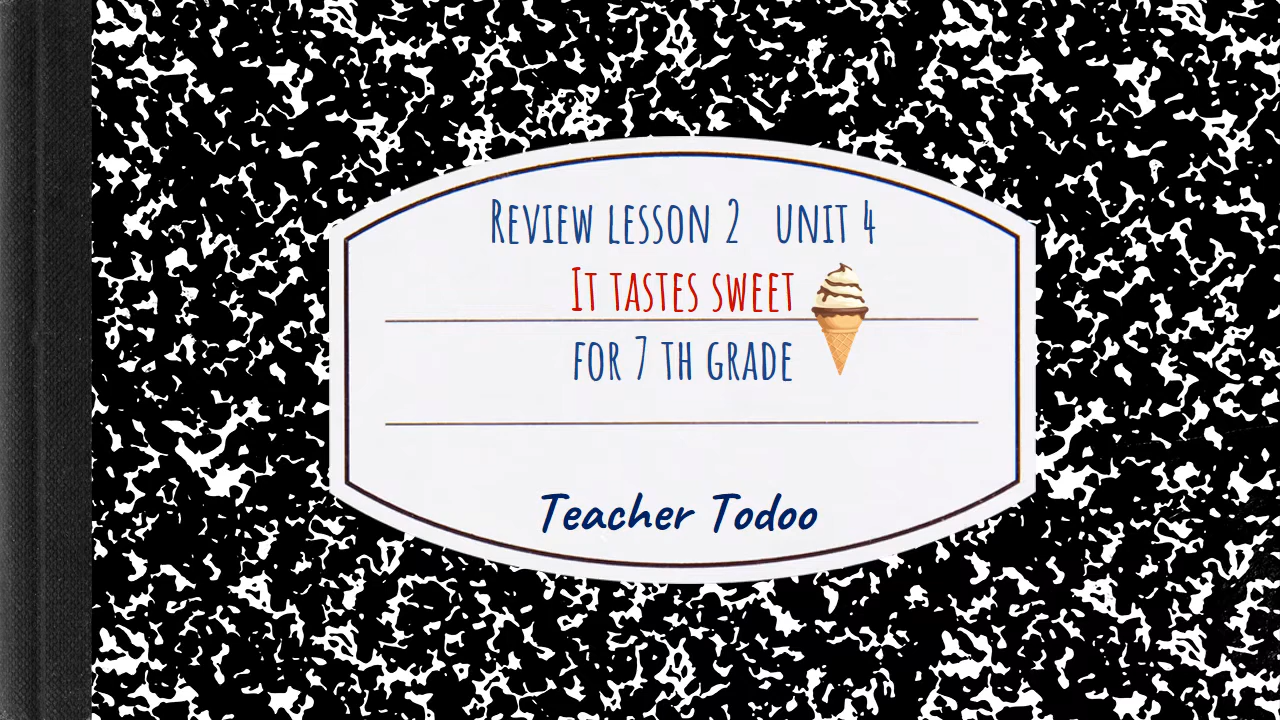 Review lesson 2 unit 4
It tastes sweet
for 7 th grade
Teacher Todoo